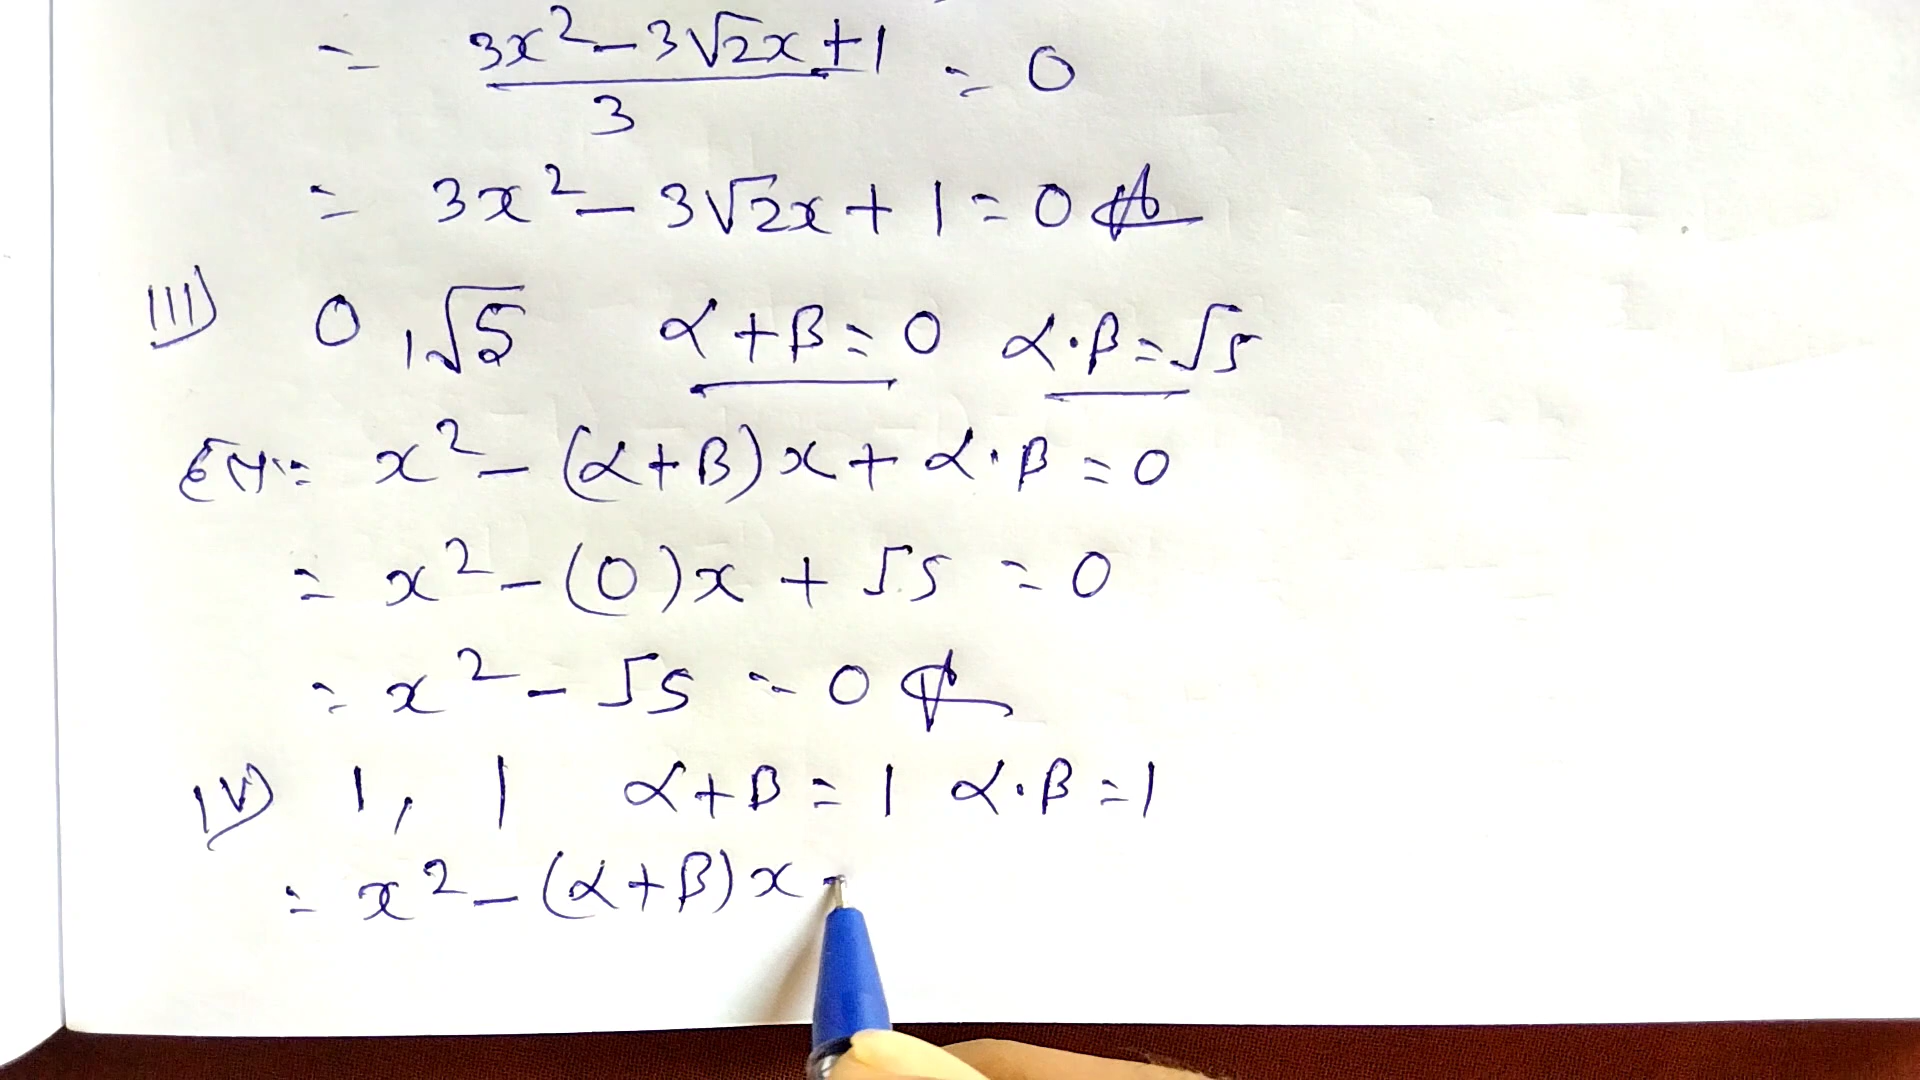 = 3x² - 3√2x + 1 / 3 = 0
= 3x² - 3√2x + 1 = 0
III) 0, √5 α + β = 0 α·β = √5
x² - (α + β)x + α·β = 0
= x² - (0)x + √5 = 0
= x² - √5 = 0
IV) 1, 1 α + β = 1 α·β = 1
= x² - (α + β)x